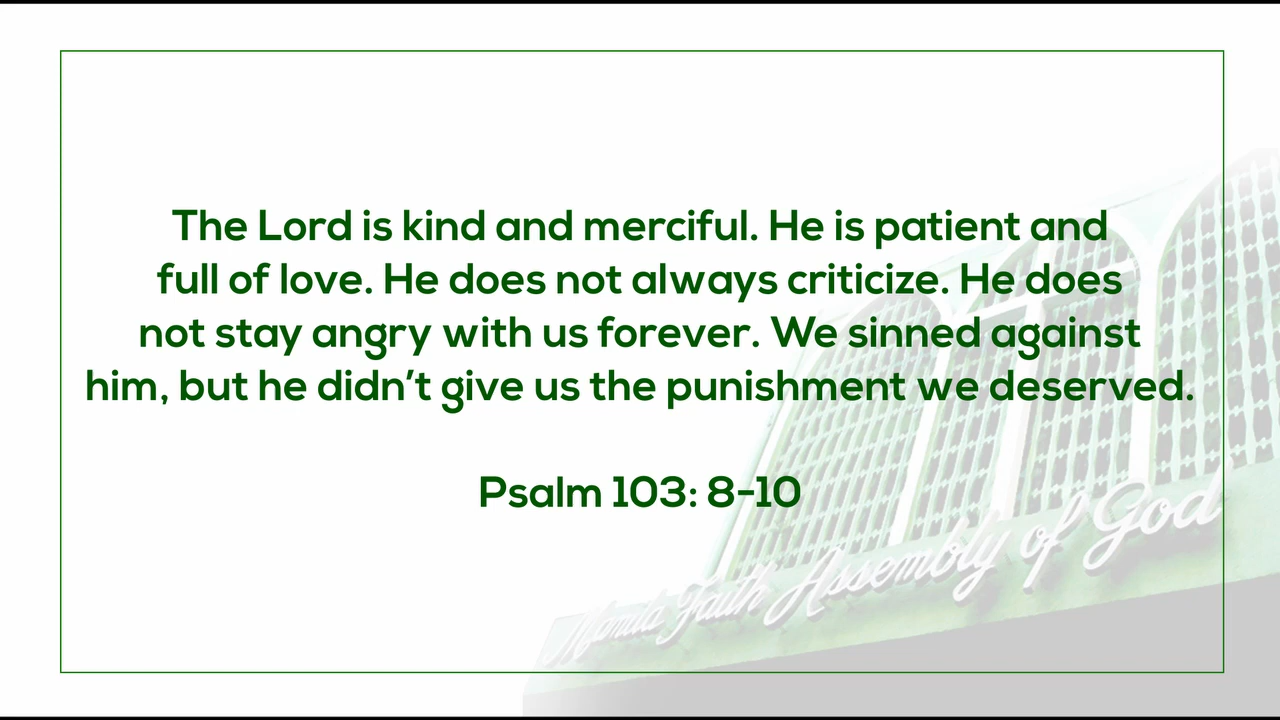 The Lord is kind and merciful. He is patient and
full of love. He does not always criticize. He does
not stay angry with us forever. We sinned against
him, but he didn’t give us the punishment we deserved.
Psalm 103: 8-10
Manila Faith Assembly of God